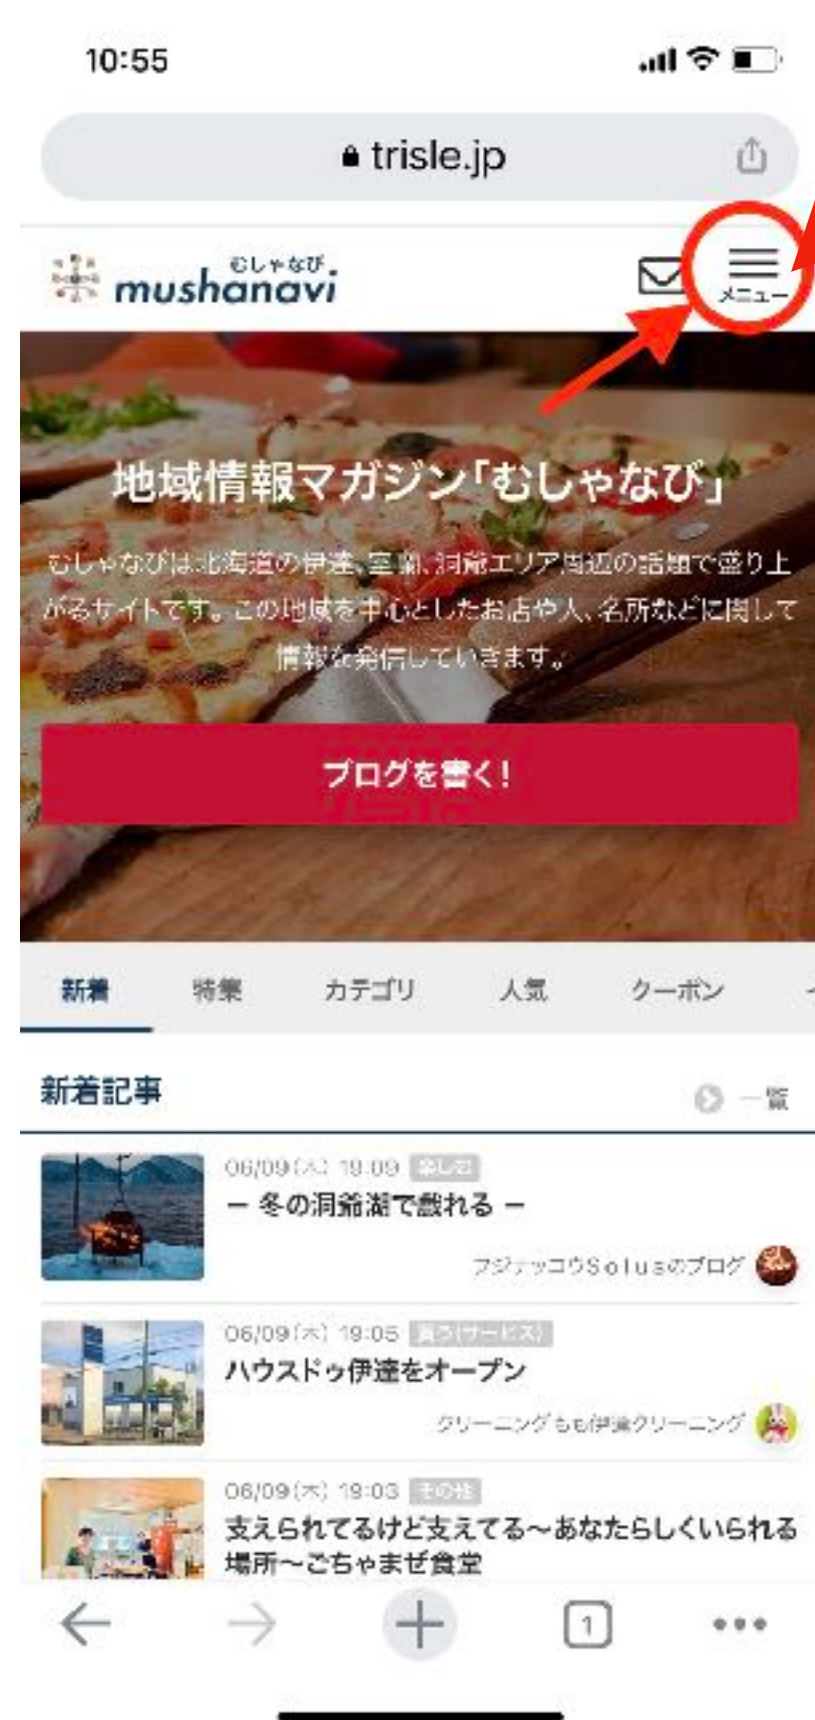 10:55
trisle.jp
むしゃなび
mushanavi
メニュー
地域情報マガジン「むしゃなび」
むしゃなびは北海道の伊達、室蘭、洞爺エリア周辺の話題で盛り上
がるサイトです。この地域を中心としたお店や人、名所などに関して
情報を発信していきます。
ブログを書く!
新着 特集 カテゴリ 人気 クーポン
新着記事
一覧
06/09(木) 19:09 楽しむ
ー 冬の洞爺湖で戯れる ー
フジナッコウSolusのブログ
06/09(木) 19:05 買う(サービス)
ハウスドゥ伊達をオープン
クリーニングもも伊達クリーニング
06/09(木) 19:03 その他
支えられてるけど支えてる〜あなたらしくいられる
場所〜ごちゃまぜ食堂
1